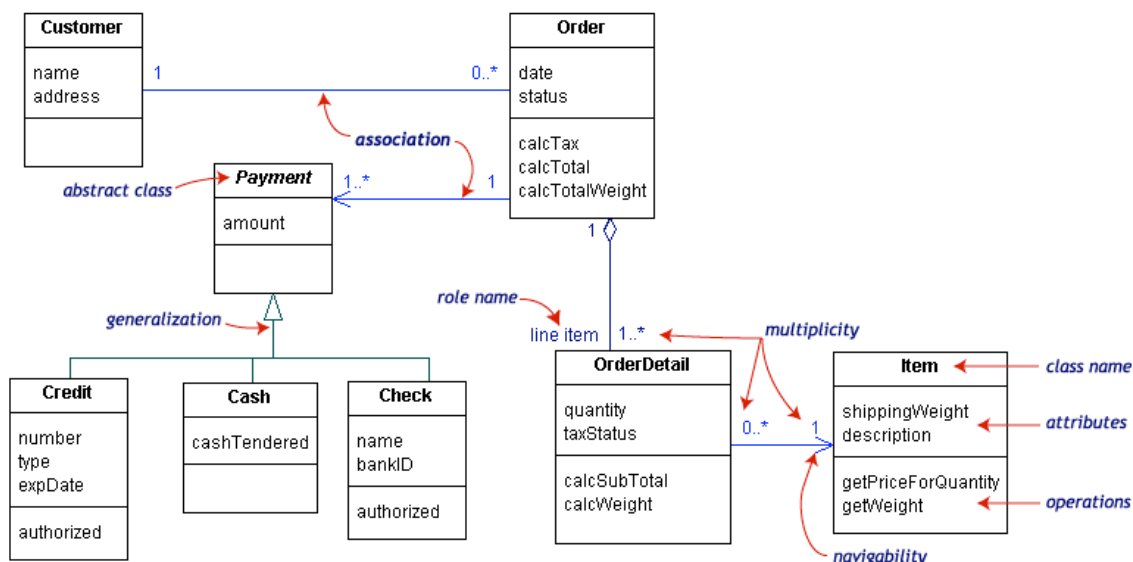 Customer
name
address
1
0..*
association
Order
date
status
calcTax
calcTotal
calcTotalWeight
abstract class
Payment
amount
1..*
1
1
generalization
role name
line item
1..*
multiplicity
Credit
number
type
expDate
authorized
Cash
cashTendered
Check
name
bankID
authorized
OrderDetail
quantity
taxStatus
calcSubTotal
calcWeight
0..*
1
Item
shippingWeight
description
getPriceForQuantity
getWeight
class name
attributes
operations
navigability